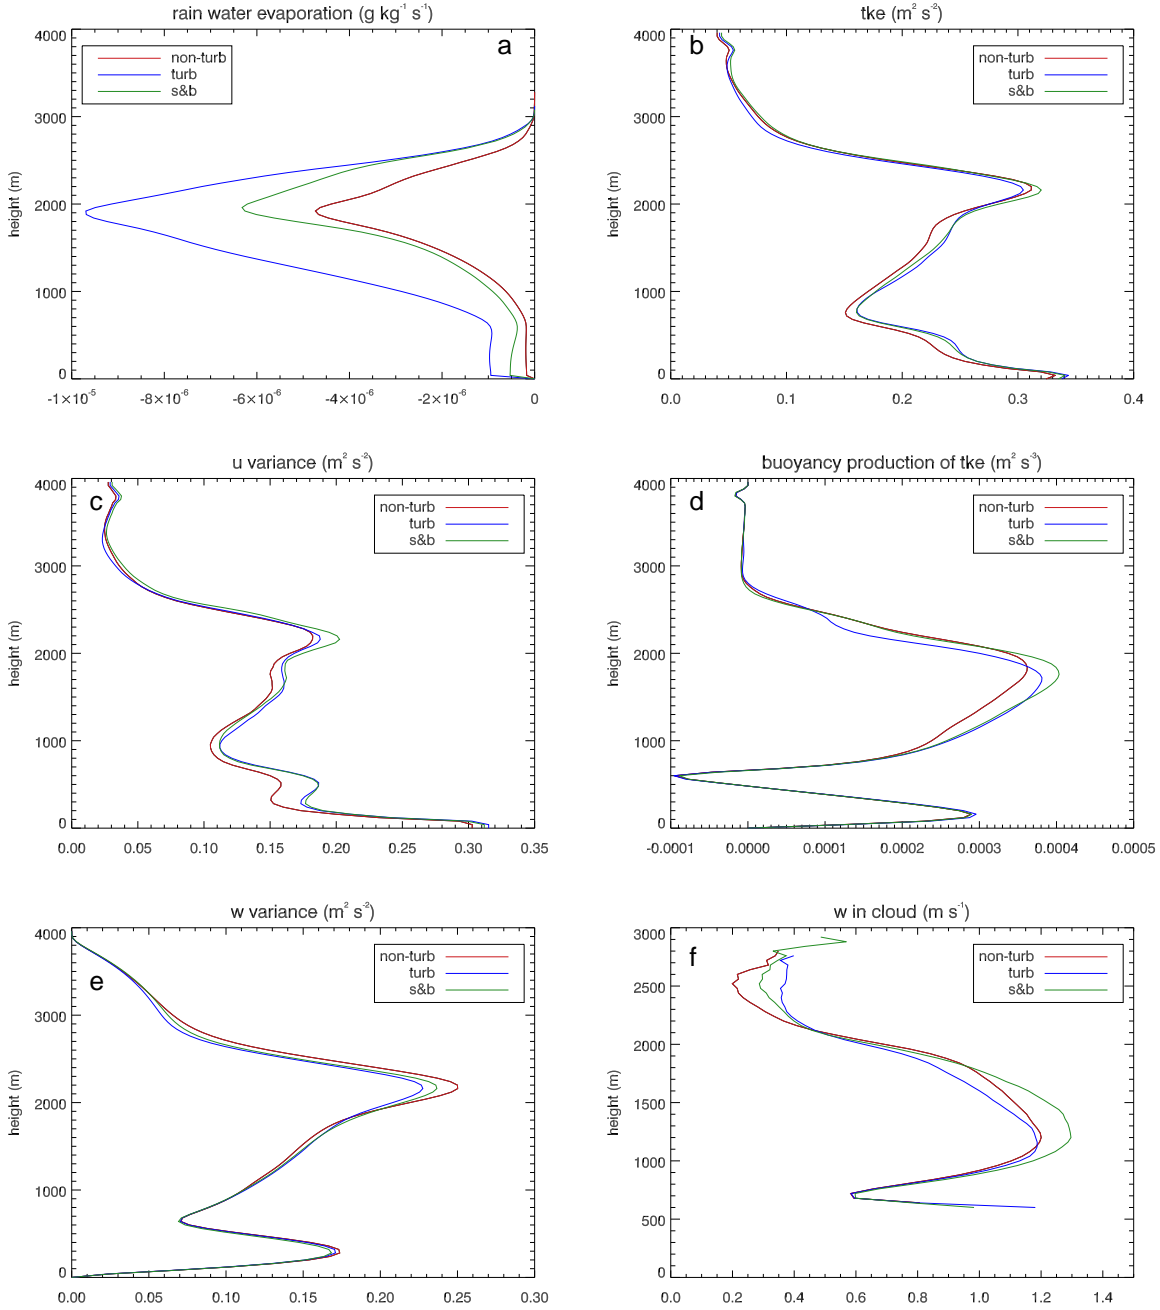 rain water evaporation (g kg⁻¹ s⁻¹)
a
non-turb
turb
s&b
height (m)
4000
3000
2000
1000
0
-1×10⁻⁵
-8×10⁻⁶
-6×10⁻⁶
-4×10⁻⁶
-2×10⁻⁶
0
tke (m² s⁻²)
b
non-turb
turb
s&b
height (m)
4000
3000
2000
1000
0
0.0
0.1
0.2
0.3
0.4
u variance (m² s⁻²)
c
non-turb
turb
s&b
height (m)
4000
3000
2000
1000
0
0.00
0.05
0.10
0.15
0.20
0.25
0.30
0.35
buoyancy production of tke (m² s⁻³)
d
non-turb
turb
s&b
height (m)
4000
3000
2000
1000
0
-0.0001
0.0000
0.0001
0.0002
0.0003
0.0004
0.0005
w variance (m² s⁻²)
e
non-turb
turb
s&b
height (m)
4000
3000
2000
1000
0
0.00
0.05
0.10
0.15
0.20
0.25
0.30
w in cloud (m s⁻¹)
f
non-turb
turb
s&b
height (m)
3000
2500
2000
1500
1000
500
0
0.0
0.2
0.4
0.6
0.8
1.0
1.2
1.4